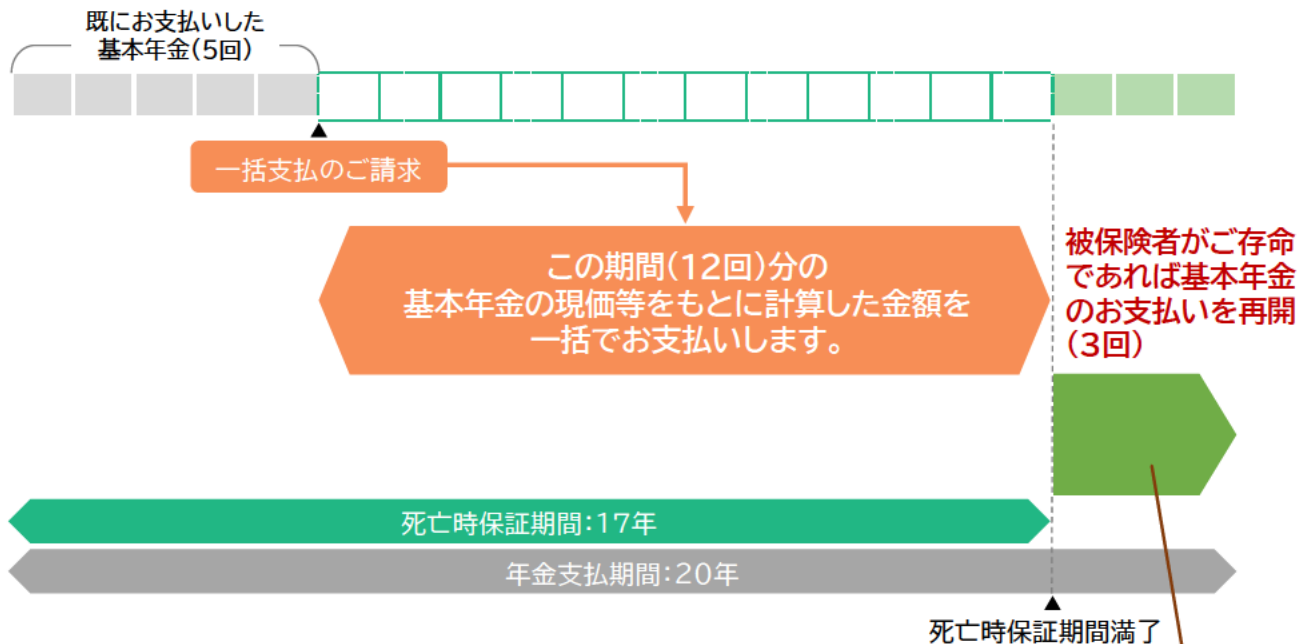 既にお支払いした
基本年金(5回)
一括支払のご請求
この期間(12回)分の
基本年金の現価等をもとに計算した金額を
一括でお支払いします。
被保険者がご存命
であれば基本年金
のお支払いを再開
(3回)
死亡時保証期間:17年
年金支払期間:20年
死亡時保証期間満了